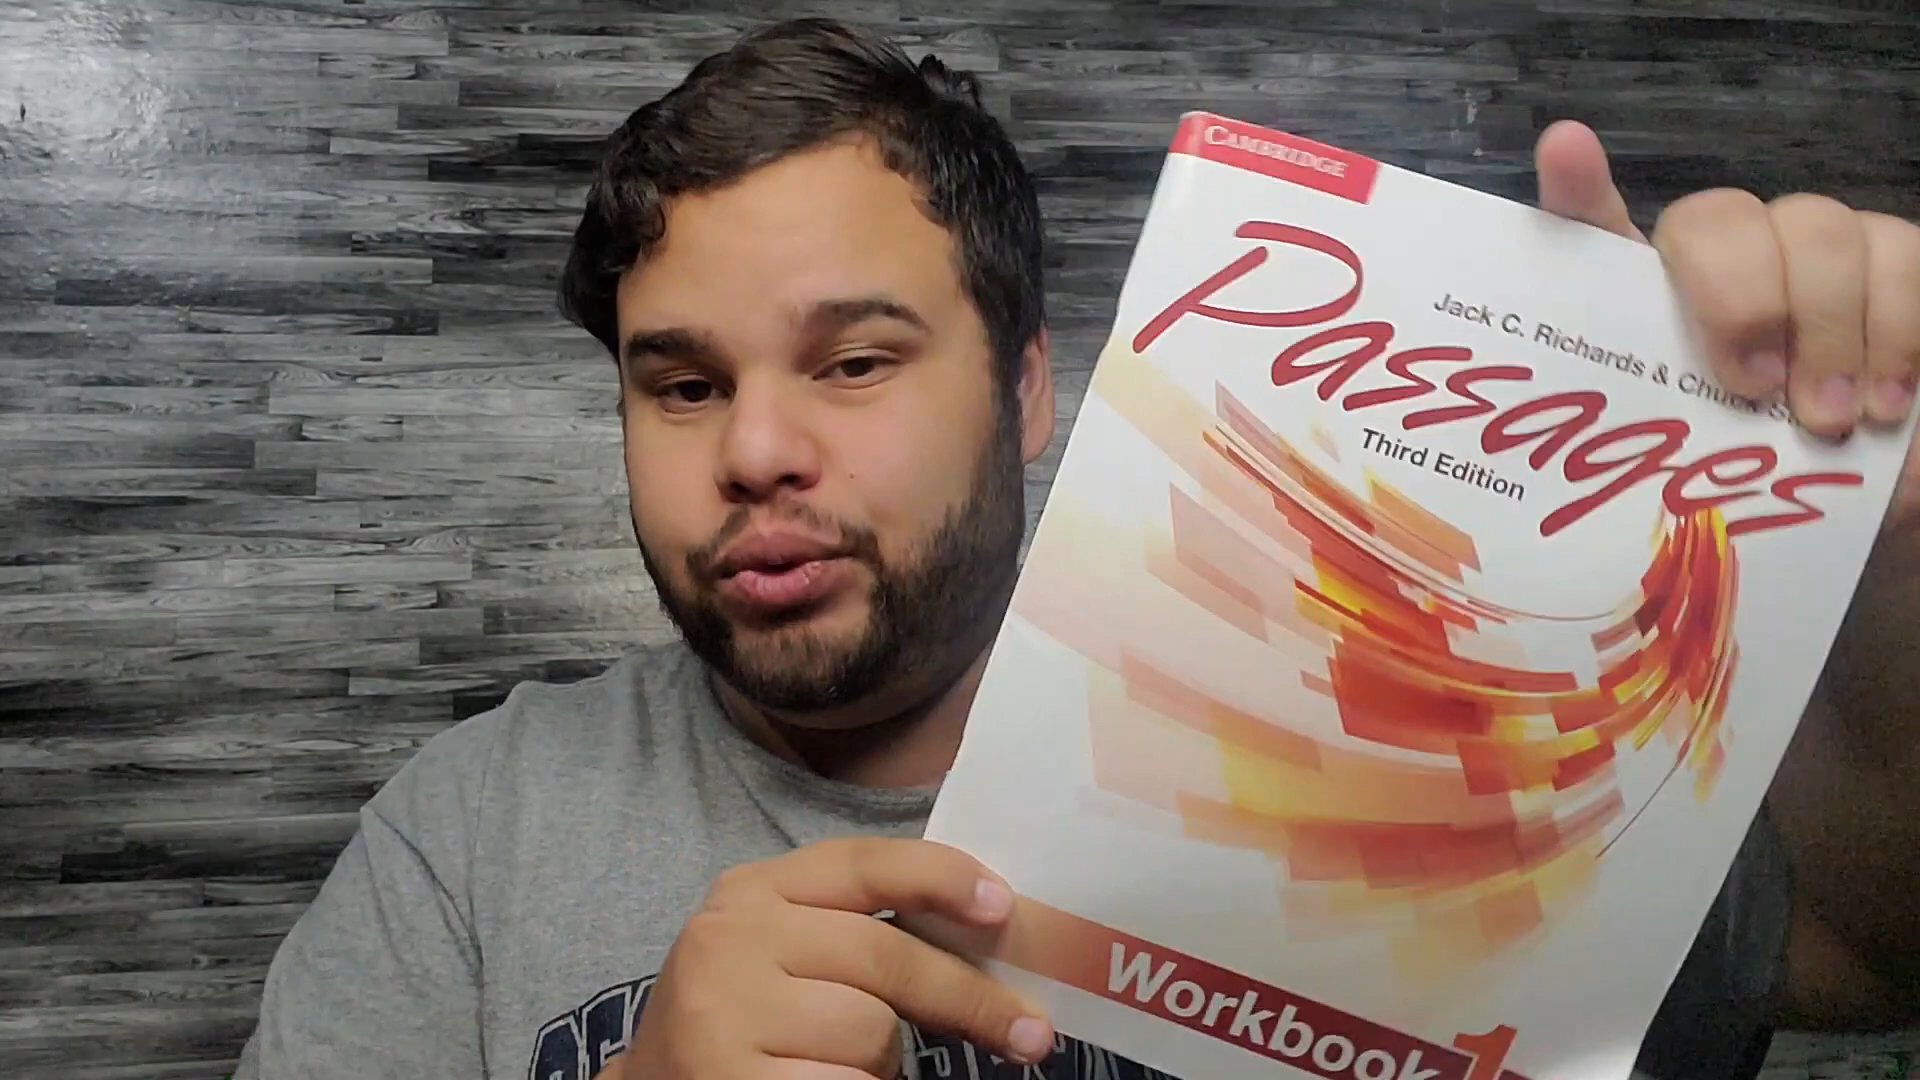 CAMBRIDGE
Jack C. Richards & Chuck
Passages
Third Edition
Workbook 1